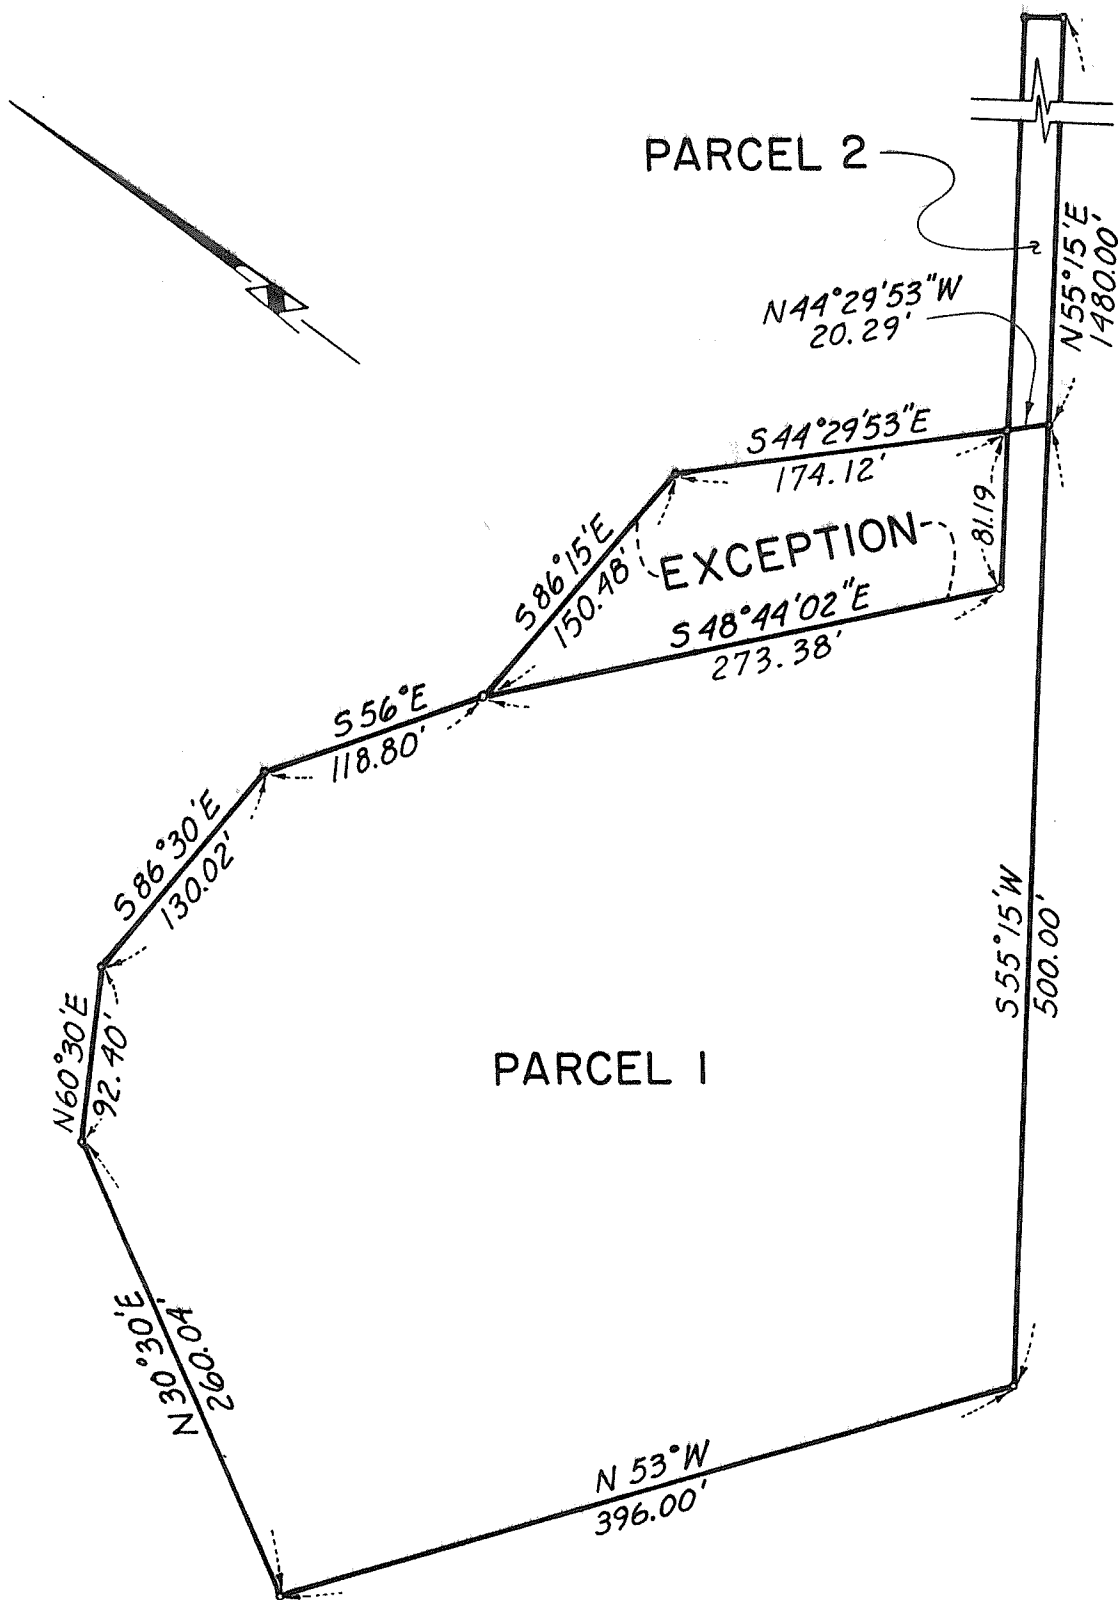 PARCEL 2
N55°15'E
1480.00'
N44°29'53"W
20.29'
S44°29'53"E
174.12'
81.19
EXCEPTION
S86°15'E
150.48'
S48°44'02"E
273.38'
S56°E
118.80'
S86°30'E
130.02'
N60°30'E
92.40'
S55°15'W
500.00'
PARCEL 1
N30°30'E
260.04'
N 53°W
396.00'